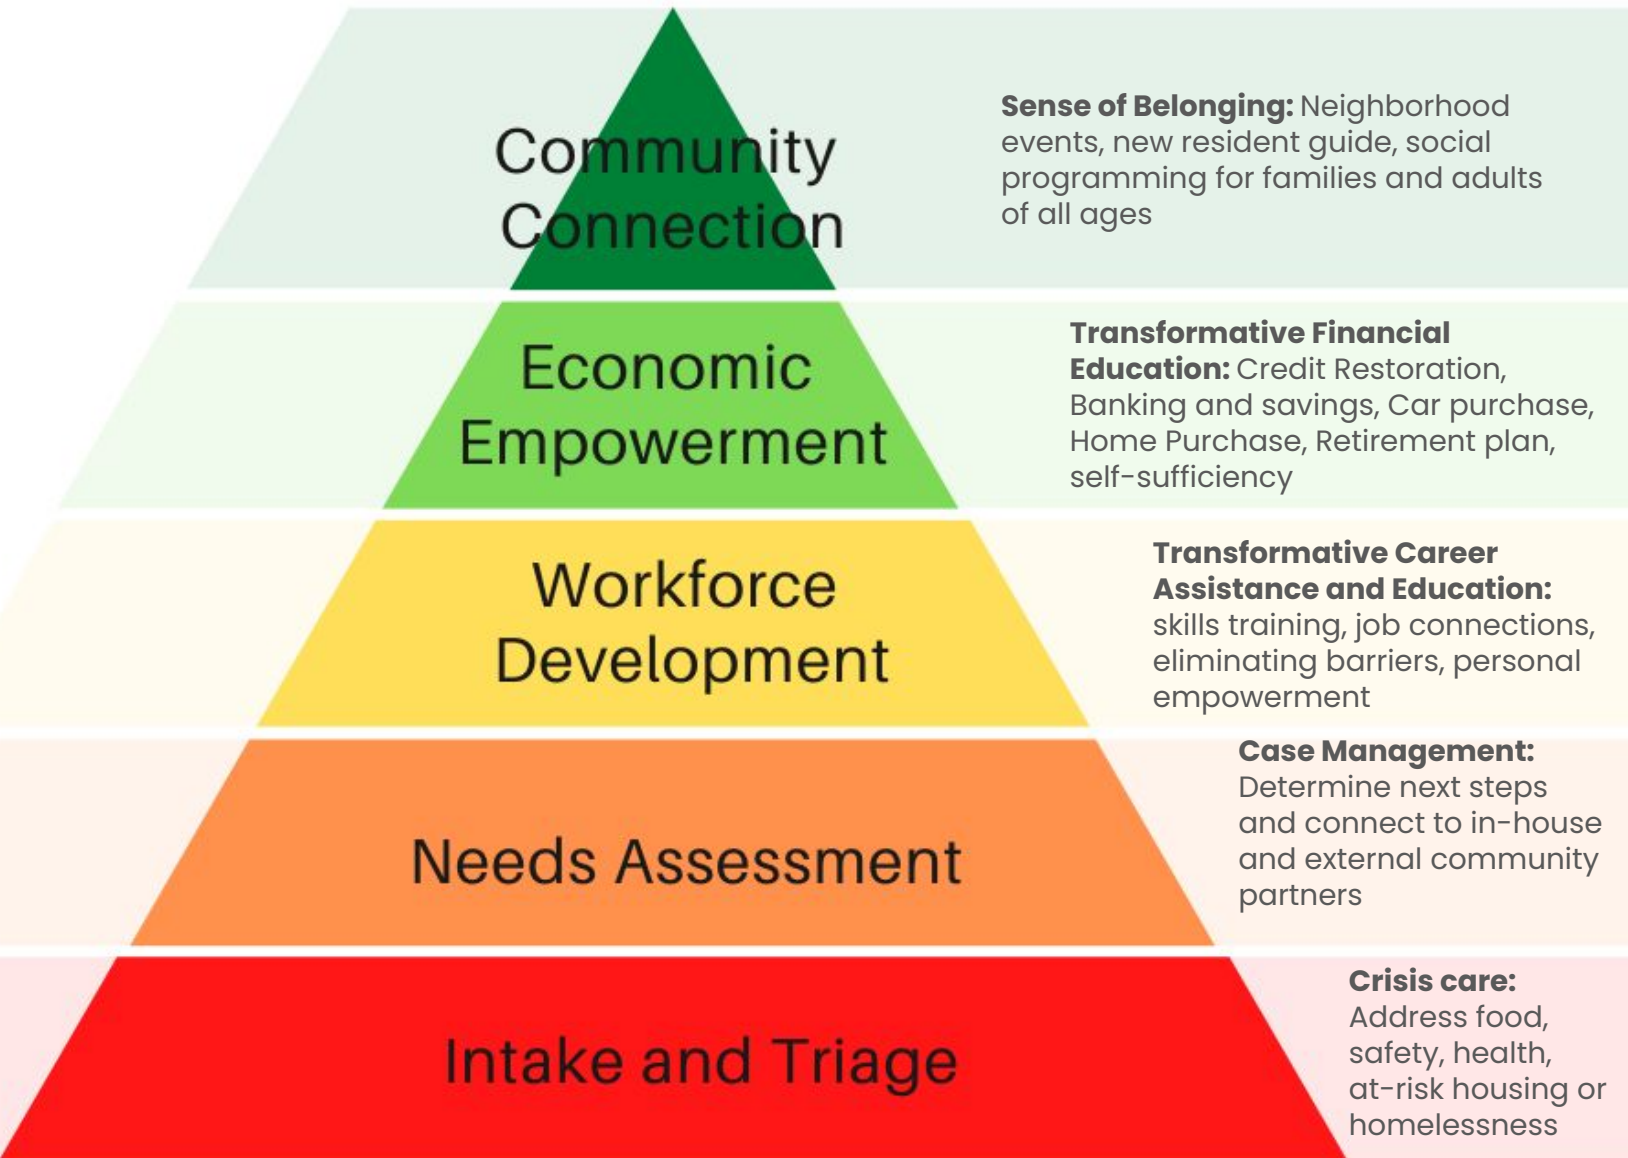 Community
Connection
Sense of Belonging: Neighborhood
events, new resident guide, social
programming for families and adults
of all ages
Economic
Empowerment
Transformative Financial
Education: Credit Restoration,
Banking and savings, Car purchase,
Home Purchase, Retirement plan,
self-sufficiency
Workforce
Development
Transformative Career
Assistance and Education:
skills training, job connections,
eliminating barriers, personal
empowerment
Needs Assessment
Case Management:
Determine next steps
and connect to in-house
and external community
partners
Intake and Triage
Crisis care:
Address food,
safety, health,
at-risk housing or
homelessness